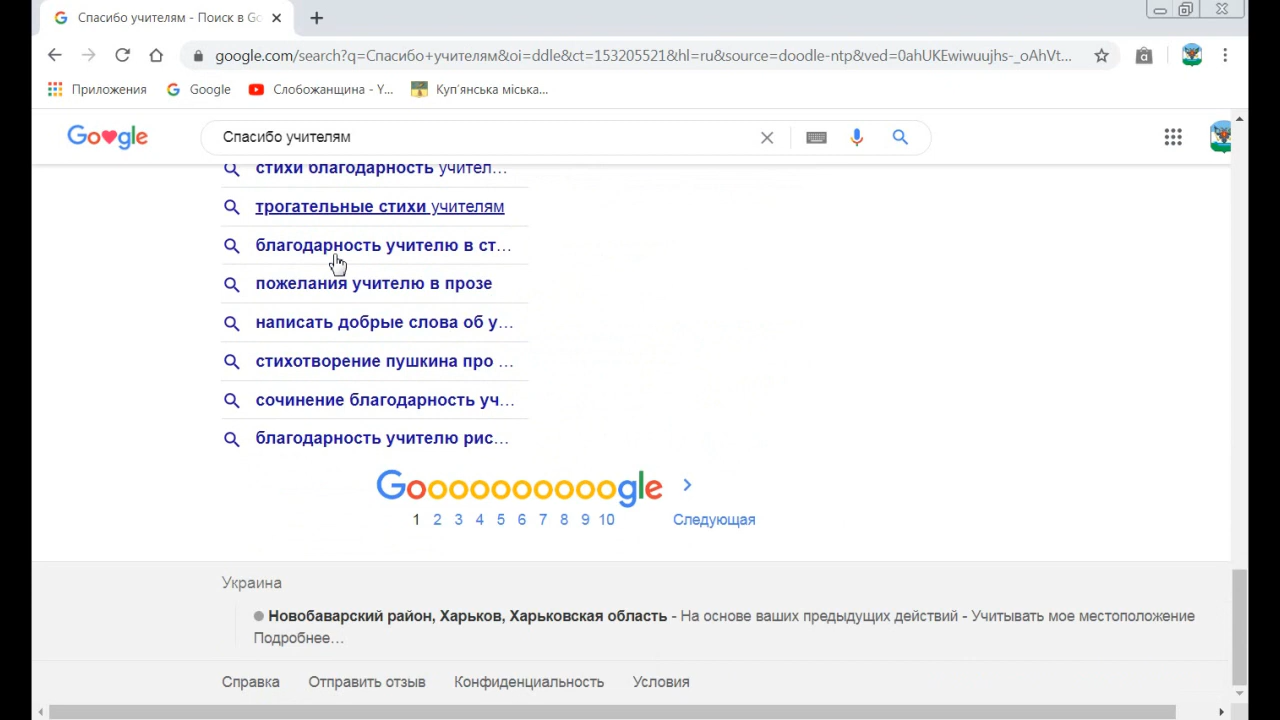 Спасибо учителям - Поиск в Go
google.com/search?q=Спасибо+учителям&oi=ddle&ct=153205521&hl=ru&source=doodle-ntp&ved=0ahUKEwiwuujhs-_oAhVt...
Приложения
Google
Слобожанщина - Y...
Куп'янська міська...
Go❤gle
Спасибо учителям
стихи благодарность учител...
трогательные стихи учителям
благодарность учителю в ст...
пожелания учителю в прозе
написать добрые слова об у...
стихотворение пушкина про ...
сочинение благодарность уч...
благодарность учителю рис...
Goooooooooogle
1 2 3 4 5 6 7 8 9 10 Следующая
Украина
Новобаварский район, Харьков, Харьковская область - На основе ваших предыдущих действий - Учитывать мое местоположение
Подробнее...
Справка Отправить отзыв Конфиденциальность Условия